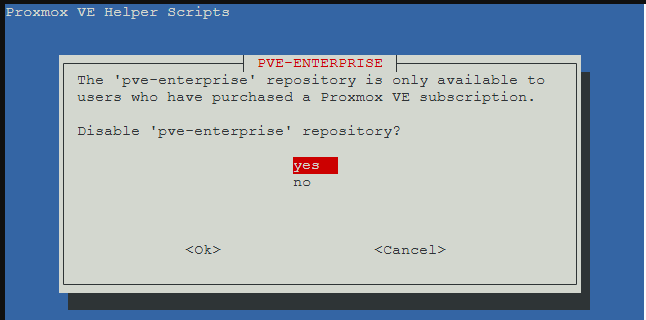 Proxmox VE Helper Scripts
PVE-ENTERPRISE
The 'pve-enterprise' repository is only available to
users who have purchased a Proxmox VE subscription.
Disable 'pve-enterprise' repository?
yes
no
<Ok> <Cancel>